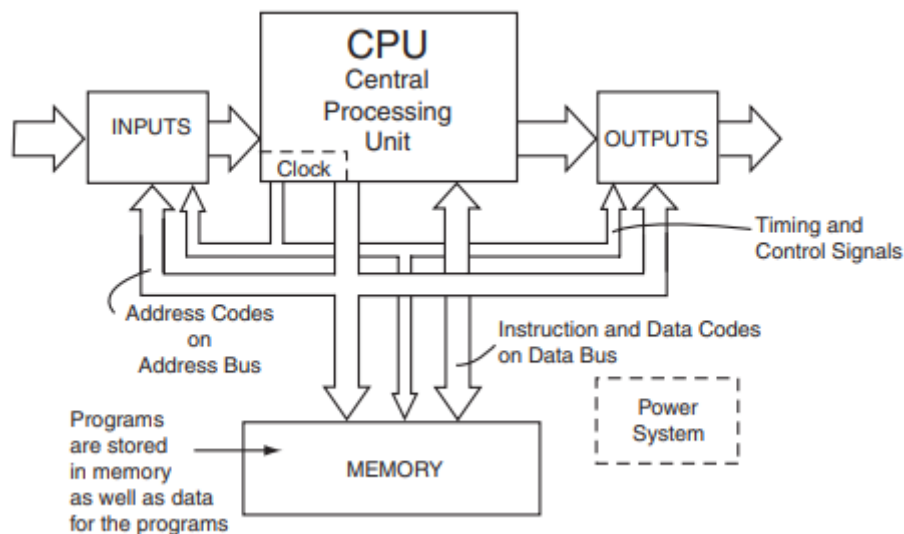 CPU
Central
Processing
Unit
Clock
INPUTS
OUTPUTS
Timing and
Control Signals
Address Codes
on
Address Bus
Instruction and Data Codes
on Data Bus
Power
System
Programs
are stored
in memory
as well as data
for the programs
MEMORY